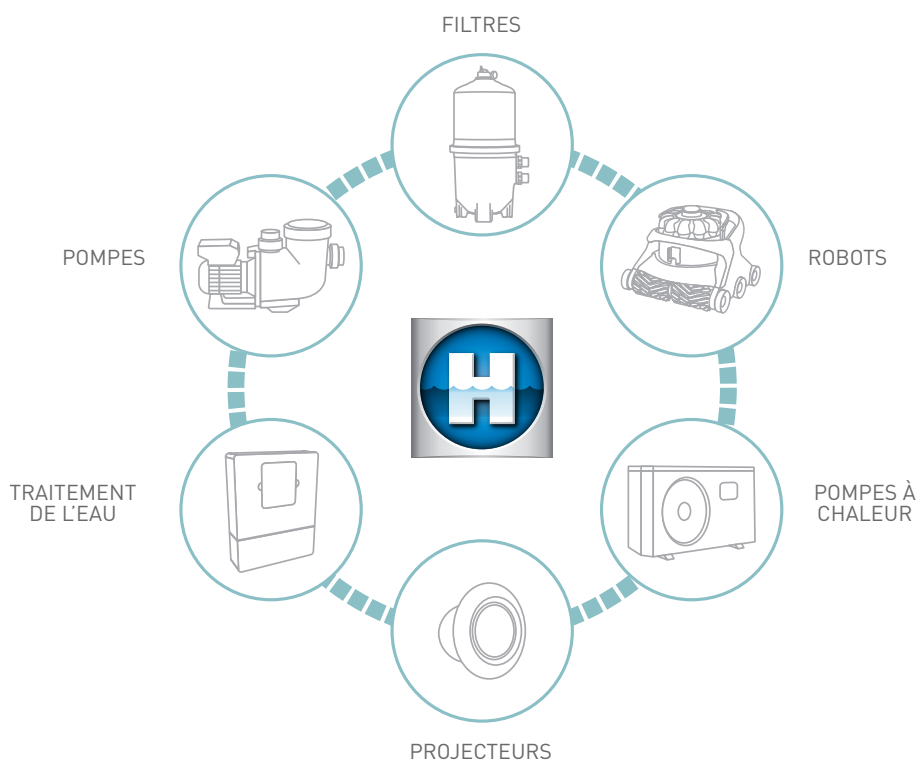 FILTRES
POMPES
ROBOTS
H
TRAITEMENT
DE L'EAU
POMPES À
CHALEUR
PROJECTEURS